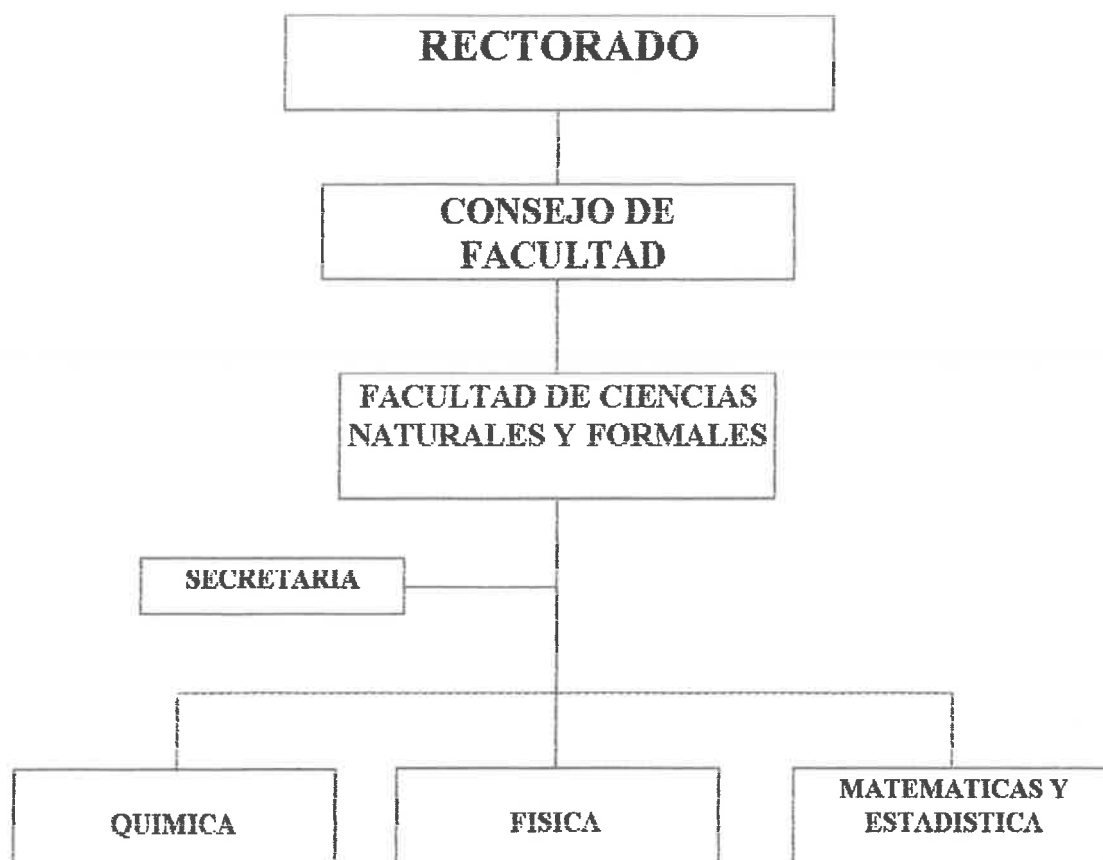 RECTORADO
CONSEJO DE
FACULTAD
FACULTAD DE CIENCIAS
NATURALES Y FORMALES
SECRETARIA
QUIMICA
FISICA
MATEMATICAS Y
ESTADISTICA